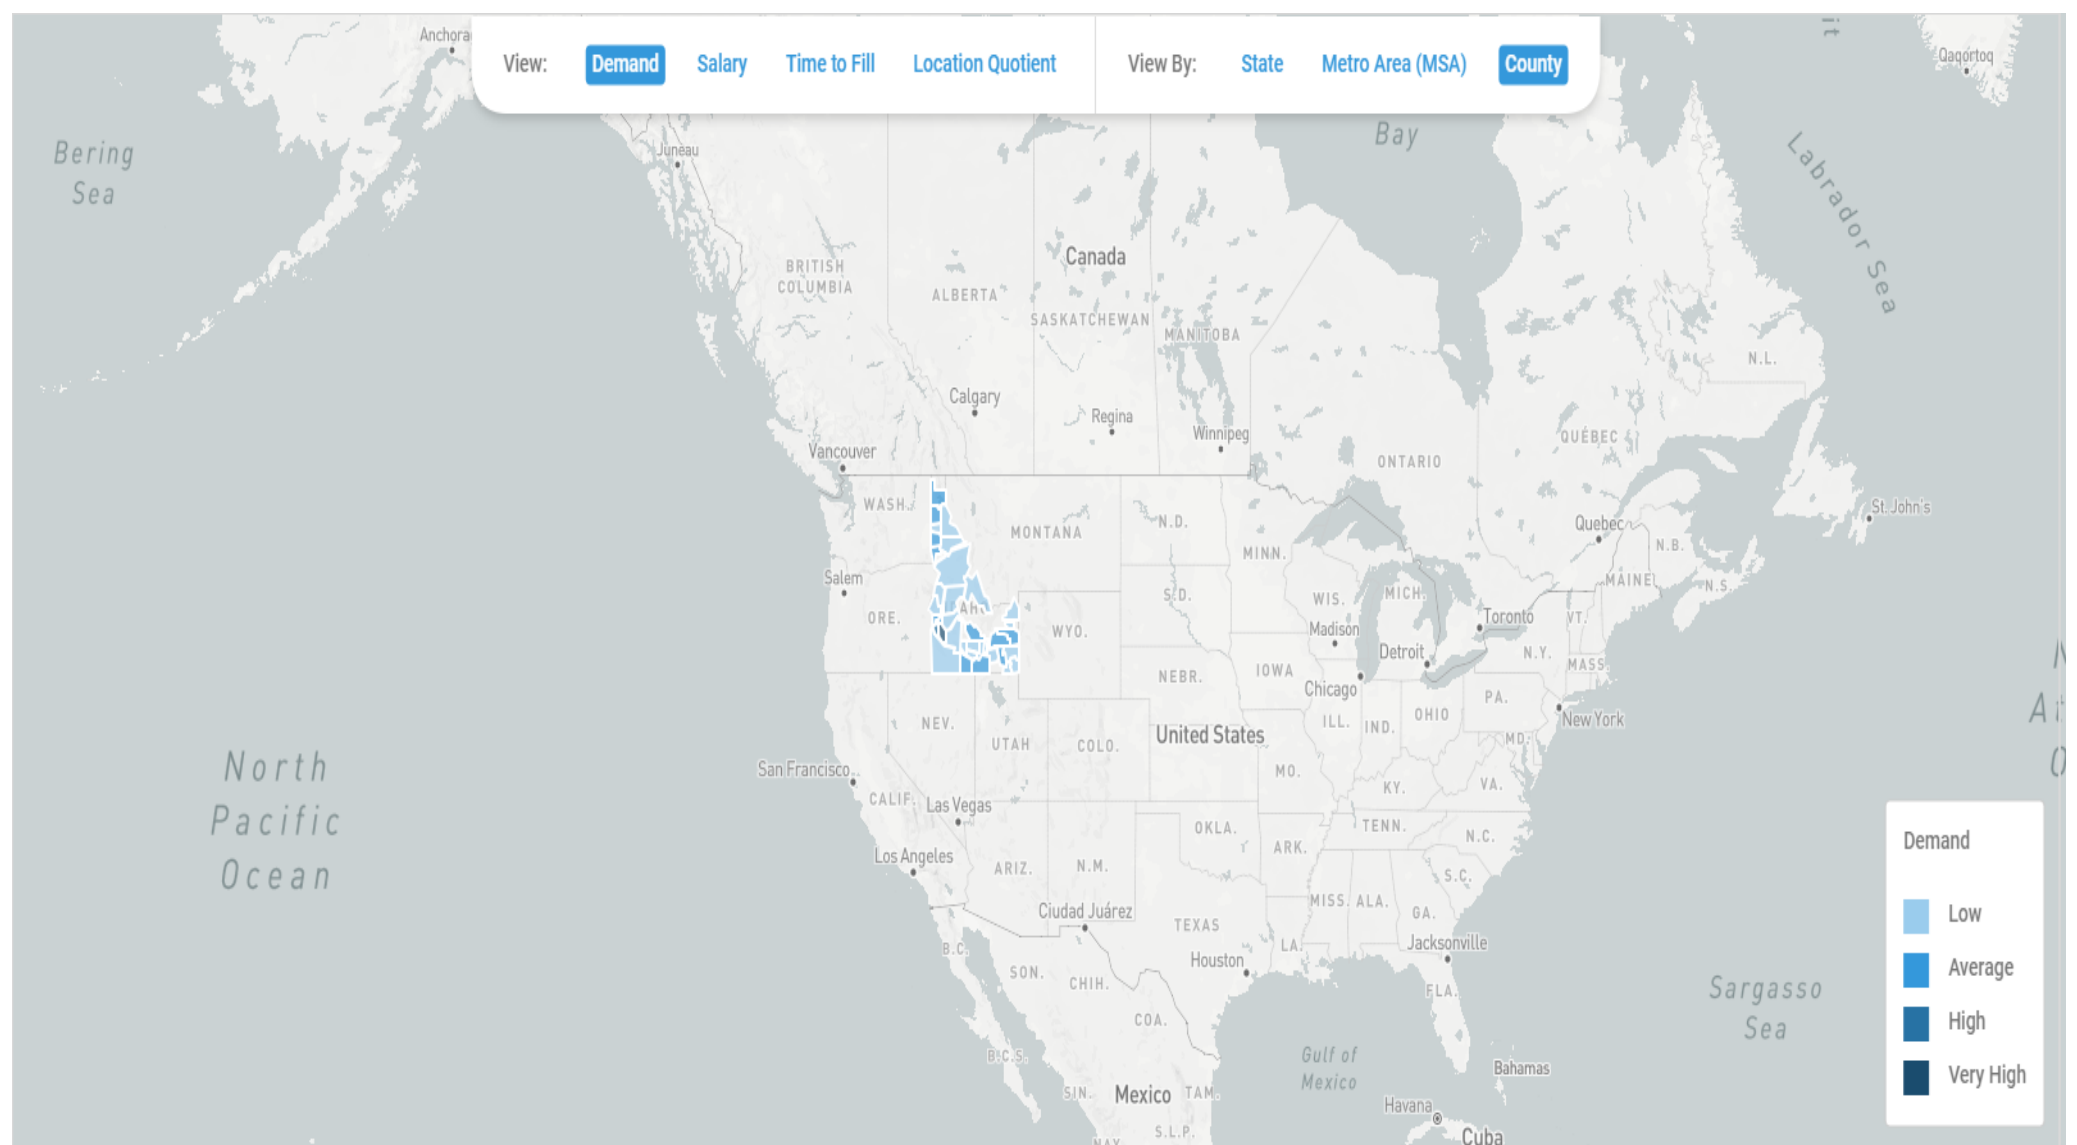 View: Demand Salary Time to Fill Location Quotient View By: State Metro Area (MSA) County
Anchora
Qaqortoq
Bay
Bering
Sea
Juneau
Labrador Sea
Canada
BRITISH
COLUMBIA
ALBERTA
SASKATCHEWAN
MANITOBA
N.L.
Calgary
Regina
Winnipeg
QUÉBEC
ONTARIO
Vancouver
WASH.
St. John's
Quebec
MONTANA
N.D.
N.B.
MINN.
Salem
MAINE
N.S.
S.D.
WIS.
MICH.
ORE.
WYO.
Toronto
VT.
Madison
Detroit
N.Y.
MASS.
IOWA
NEBR.
Chicago
PA.
New York
ILL.
IND.
OHIO
NEV.
UTAH
COLO.
United States
MD.
North
Pacific
Ocean
San Francisco
MO.
KY.
VA.
CALIF.
Las Vegas
OKLA.
TENN.
N.C.
ARK.
Los Angeles
ARIZ.
N.M.
S.C.
MISS.
ALA.
GA.
Ciudad Juárez
TEXAS
LA.
Jacksonville
B.C.
Houston
SON.
CHIH.
FLA.
Sargasso
Sea
COA.
B.C.S.
Gulf of
Mexico
Bahamas
SIN.
Mexico
TAM.
Havana
S.L.P.
Cuba
NAY.
Demand
Low
Average
High
Very High